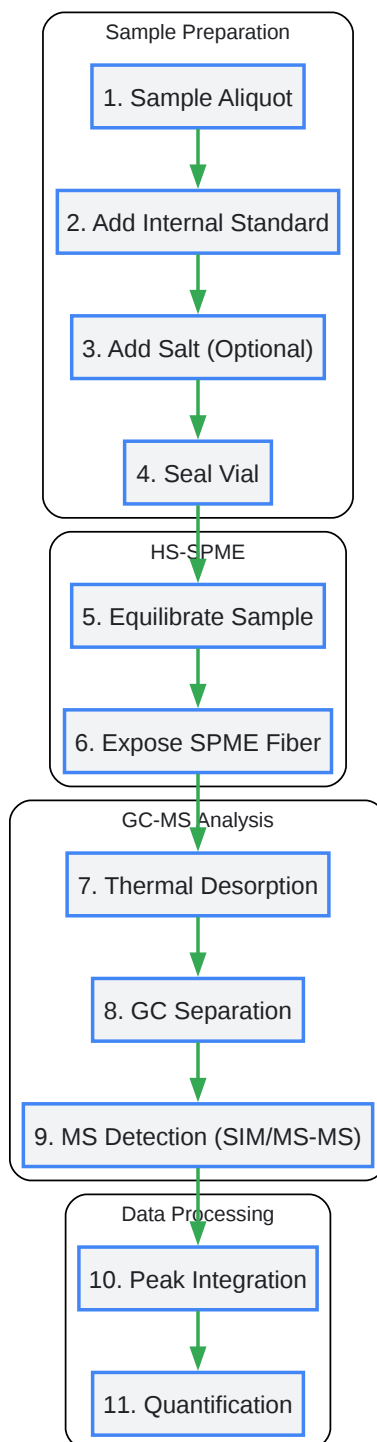 Sample Preparation
1. Sample Aliquot
2. Add Internal Standard
3. Add Salt (Optional)
4. Seal Vial
HS-SPME
5. Equilibrate Sample
6. Expose SPME Fiber
GC-MS Analysis
7. Thermal Desorption
8. GC Separation
9. MS Detection (SIM/MS-MS)
Data Processing
10. Peak Integration
11. Quantification